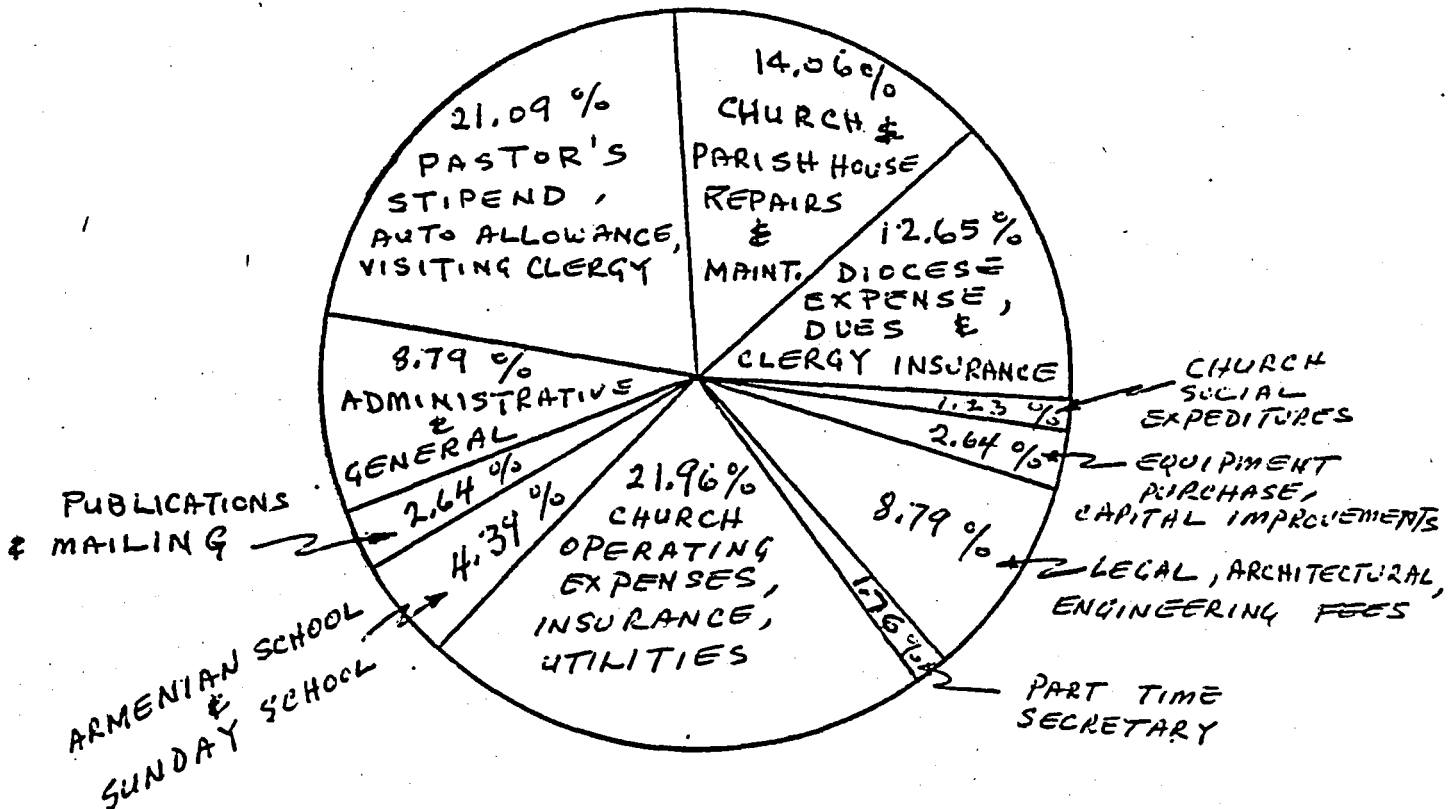 14.06%
CHURCH &
PARISH HOUSE
REPAIRS
&
MAINT.
12.65%
DIOCESE
EXPENSE,
DUES &
CLERGY INSURANCE
1.23%
CHURCH
SOCIAL
EXPEDITURES
2.64%
EQUIPMENT
PURCHASE,
CAPITAL IMPROVEMENTS
8.79%
LEGAL, ARCHITECTURAL,
ENGINEERING FEES
1.76%
PART TIME
SECRETARY
21.96%
CHURCH
OPERATING
EXPENSES,
INSURANCE,
UTILITIES
4.39%
ARMENIAN SCHOOL
&
SUNDAY SCHOOL
2.64%
PUBLICATIONS
& MAILING
8.79%
ADMINISTRATIVE
&
GENERAL
21.09%
PASTOR'S
STIPEND,
AUTO ALLOWANCE,
VISITING CLERGY